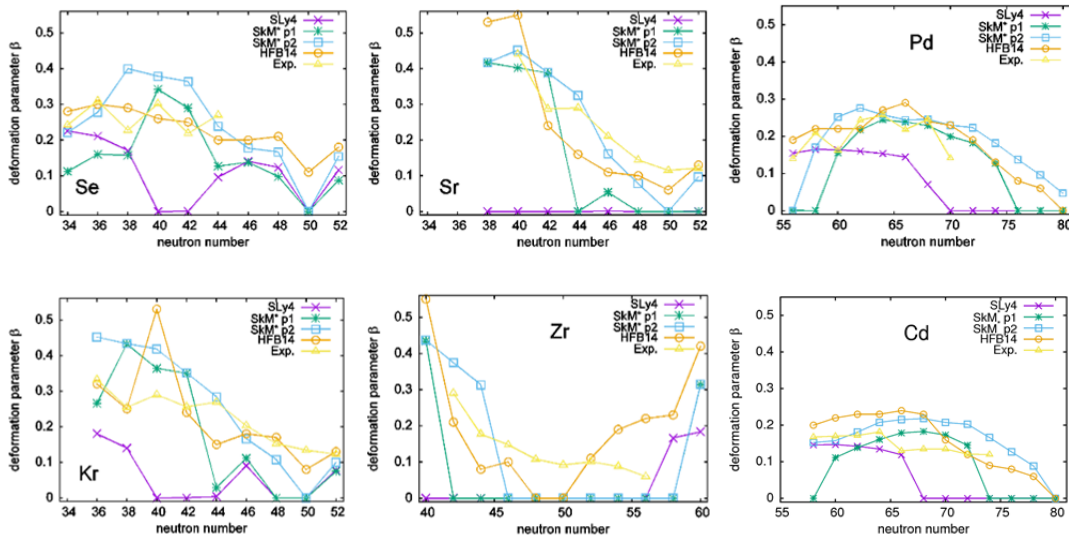 SLy4
SkM* p1
SkM* p2
HFB14
Exp.
Se
deformation parameter β
0.5
0.4
0.3
0.2
0.1
0
34 36 38 40 42 44 46 48 50 52
neutron number
SLy4
SkM* p1
SkM* p2
HFB14
Exp.
Sr
deformation parameter β
0.5
0.4
0.3
0.2
0.1
0
34 36 38 40 42 44 46 48 50 52
neutron number
SLy4
SkM* p1
SkM* p2
HFB14
Exp.
Pd
deformation parameter β
0.5
0.4
0.3
0.2
0.1
0
55 60 65 70 75 80
neutron number
SLy4
SkM* p1
SkM* p2
HFB14
Exp.
Kr
deformation parameter β
0.5
0.4
0.3
0.2
0.1
0
34 36 38 40 42 44 46 48 50 52
neutron number
SLy4
SkM* p1
SkM* p2
HFB14
Exp.
Zr
deformation parameter β
0.5
0.4
0.3
0.2
0.1
0
40 45 50 55 60
neutron number
SLy4
SkM* p1
SkM* p2
HFB14
Exp.
Cd
deformation parameter β
0.5
0.4
0.3
0.2
0.1
0
55 60 65 70 75 80
neutron number